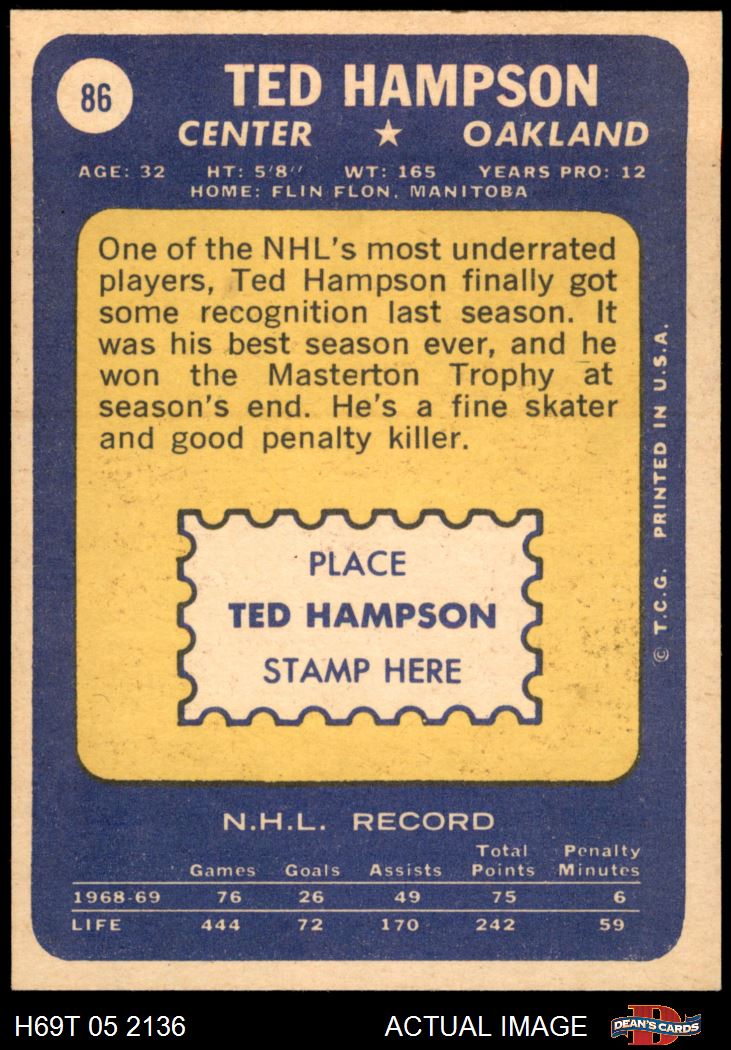 86
TED HAMPSON
CENTER ★ OAKLAND
AGE: 32 HT: 5'8'' WT: 165 YEARS PRO: 12
HOME: FLIN FLON, MANITOBA
One of the NHL's most underrated
players, Ted Hampson finally got
some recognition last season. It
was his best season ever, and he
won the Masterton Trophy at
season's end. He's a fine skater
and good penalty killer.
PLACE
TED HAMPSON
STAMP HERE
© T.C.G. PRINTED IN U.S.A.
N.H.L. RECORD
Games Goals Assists Total Points Penalty Minutes
1968-69 76 26 49 75 6
LIFE 444 72 170 242 59
H69T 05 2136 ACTUAL IMAGE
D
DEAN'S CARDS